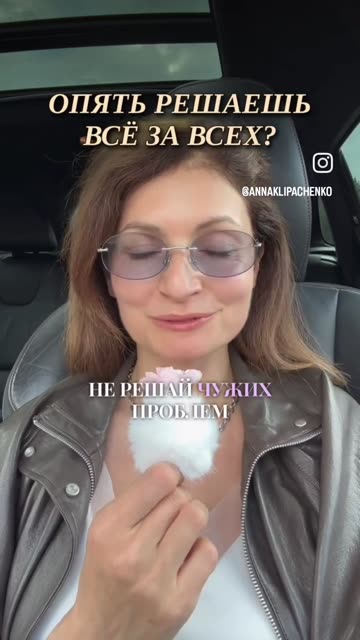 ОПЯТЬ РЕШАЕШЬ
ВСЁ ЗА ВСЕХ?
@ANNAKLIPACHENKO
НЕ РЕШАЙ ЧУЖИХ
ПРОБЛЕМ